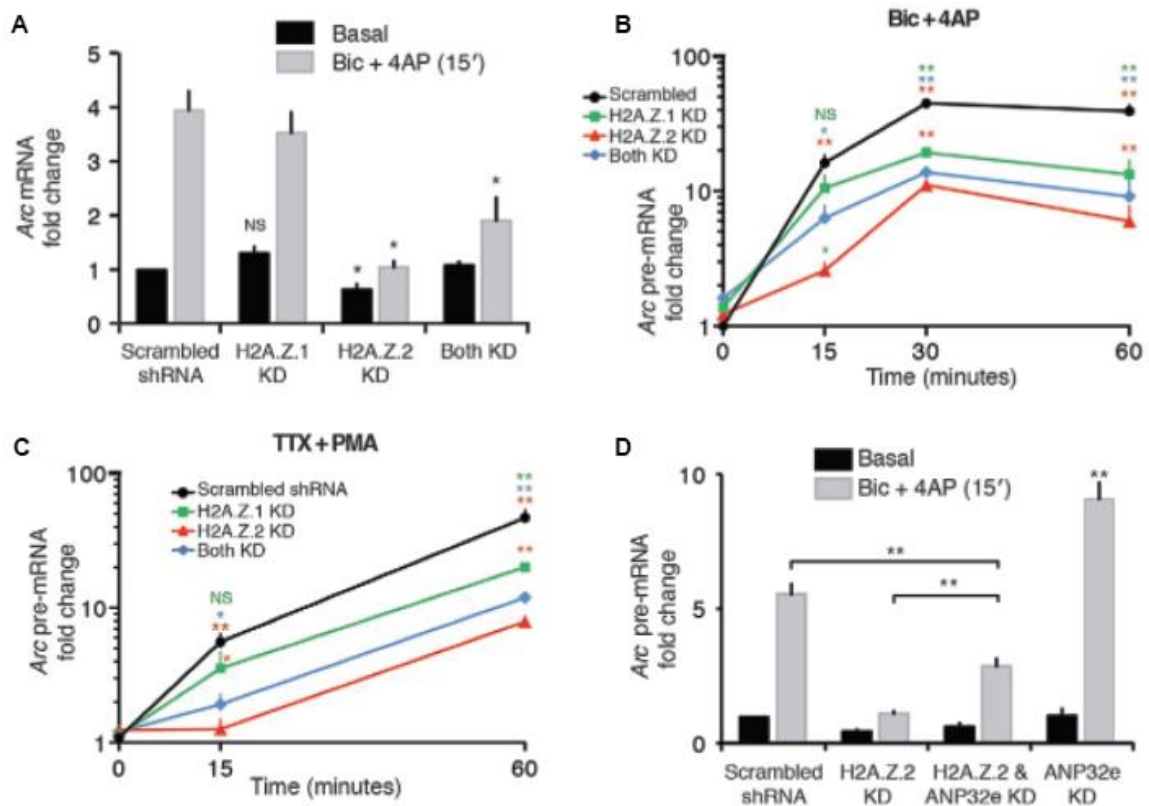 A
Basal
Bic + 4AP (15′)
5
4
3
2
1
0
Arc mRNA
fold change
NS
*
*
*
Scrambled
shRNA
H2A.Z.1
KD
H2A.Z.2
KD
Both KD
B
Bic + 4AP
100
10
1
Arc pre-mRNA
fold change
Scrambled
H2A.Z.1 KD
H2A.Z.2 KD
Both KD
NS
*
**
*
**
**
**
**
**
**
**
**
0
15
30
60
Time (minutes)
C
TTX + PMA
100
10
1
Arc pre-mRNA
fold change
Scrambled shRNA
H2A.Z.1 KD
H2A.Z.2 KD
Both KD
NS
*
**
*
**
**
**
**
0
15
60
Time (minutes)
D
Basal
Bic + 4AP (15′)
10
5
0
Arc pre-mRNA
fold change
**
**
**
Scrambled
shRNA
H2A.Z.2
KD
H2A.Z.2 &
ANP32e KD
ANP32e
KD